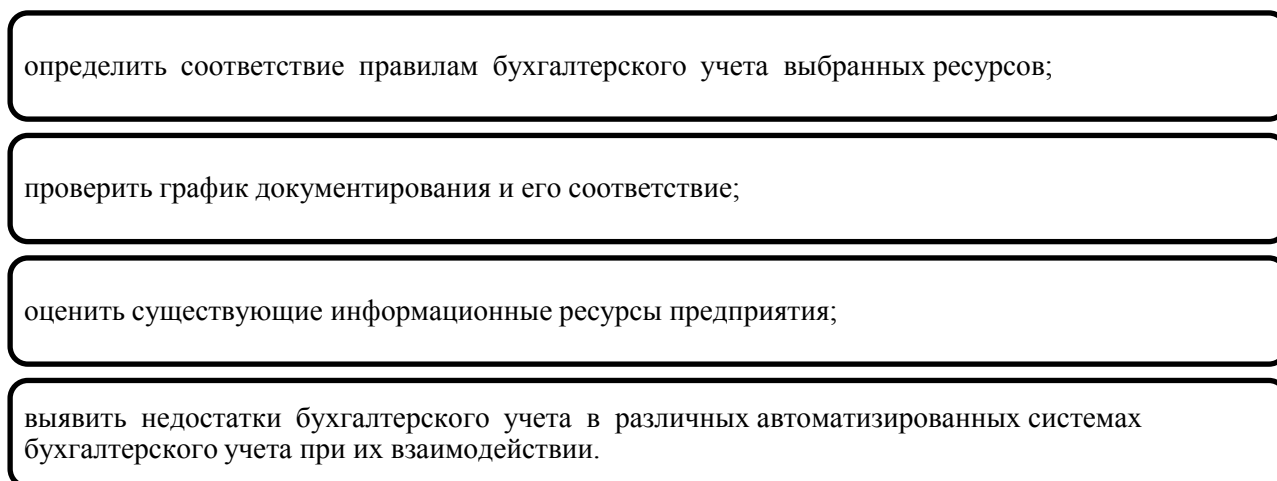 определить соответствие правилам бухгалтерского учета выбранных ресурсов;
проверить график документирования и его соответствие;
оценить существующие информационные ресурсы предприятия;
выявить недостатки бухгалтерского учета в различных автоматизированных системах
бухгалтерского учета при их взаимодействии.